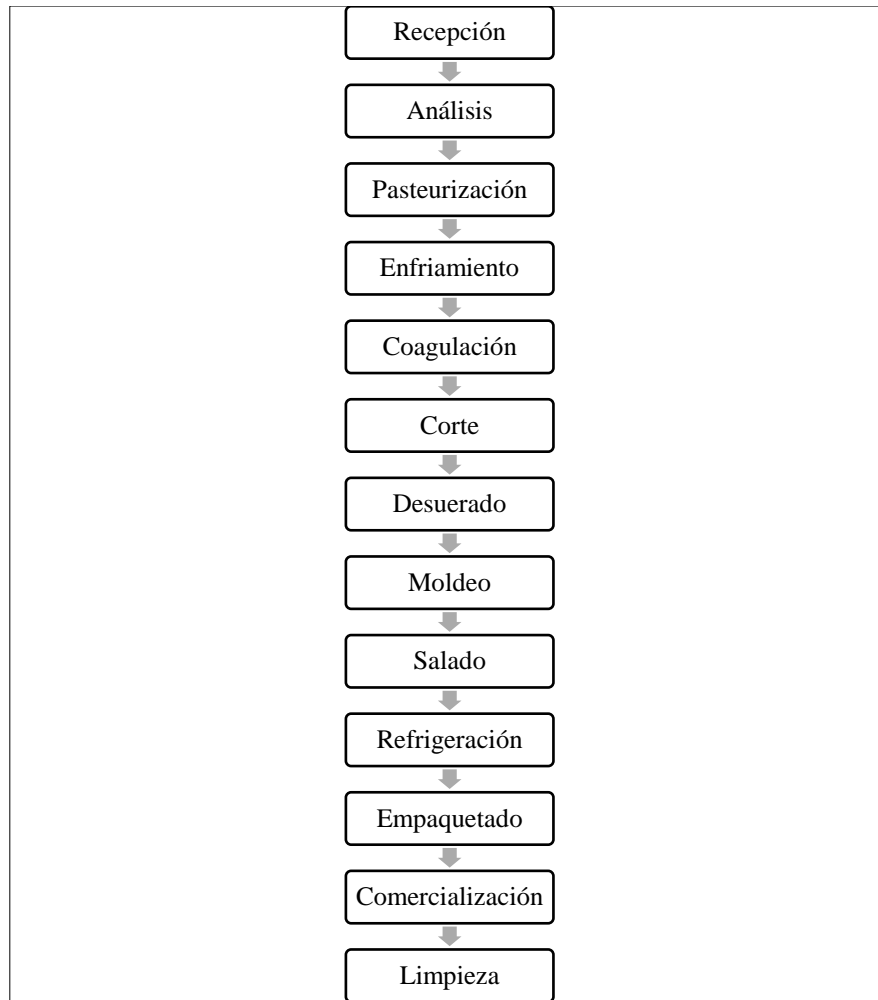 Recepción
Análisis
Pasteurización
Enfriamiento
Coagulación
Corte
Desuerado
Moldeo
Salado
Refrigeración
Empaquetado
Comercialización
Limpieza